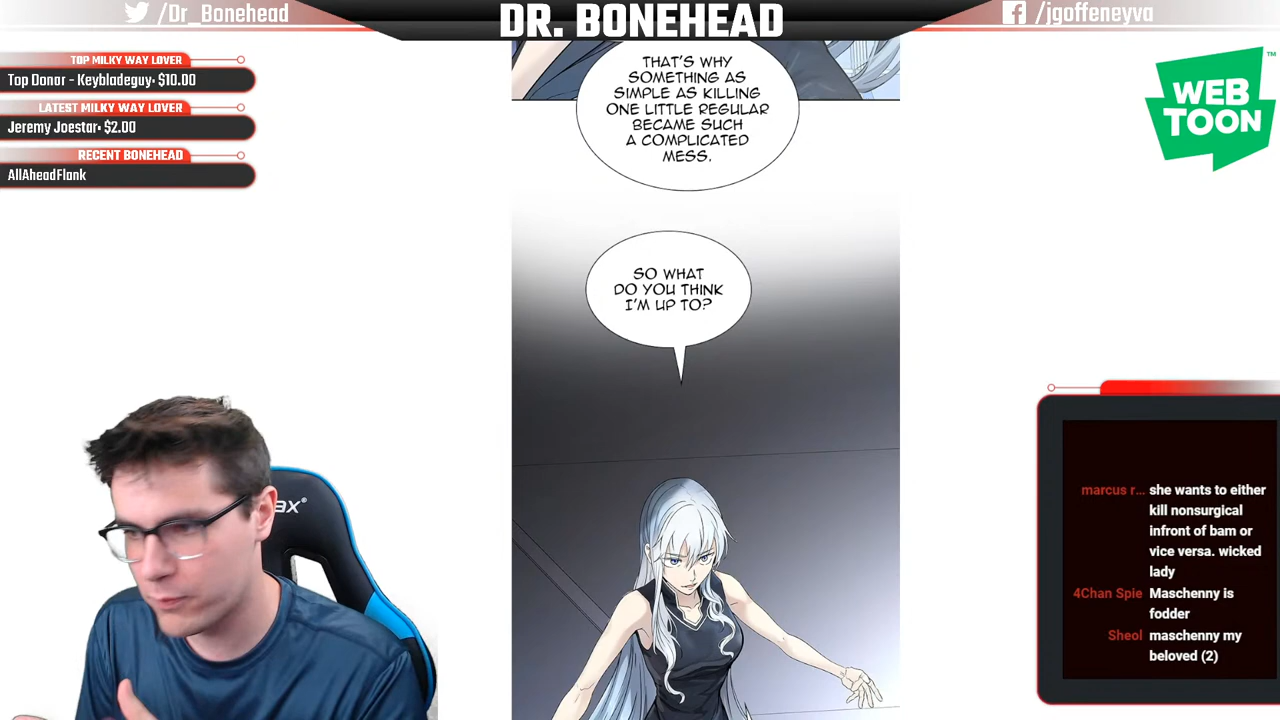 /Dr_Bonehead
DR. BONEHEAD
/jgoffeneyva
TOP MILKY WAY LOVER
Top Donor - Keybladeguy: $10.00
LATEST MILKY WAY LOVER
Jeremy Joestar: $2.00
RECENT BONEHEAD
AllAheadFlank
WEB
TOON
TM
THAT'S WHY
SOMETHING AS
SIMPLE AS KILLING
ONE LITTLE REGULAR
BECAME SUCH
A COMPLICATED
MESS.
SO WHAT
DO YOU THINK
I'M UP TO?
ax
marcus r... she wants to either
kill nonsurgical
infront of bam or
vice versa. wicked
lady
4Chan Spie Maschenny is
fodder
Sheol maschenny my
beloved (2)